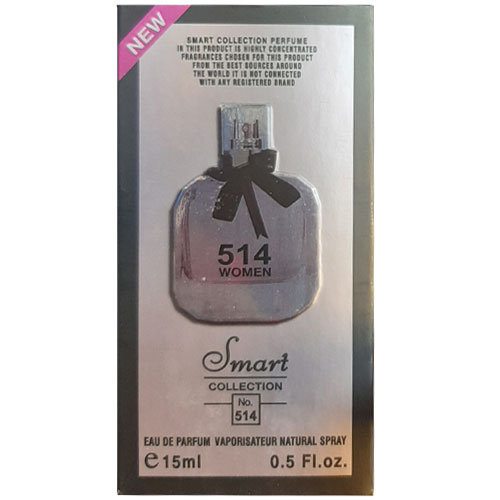 NEW
SMART COLLECTION PERFUME
IN THIS PRODUCT IS HIGHLY CONCENTRATED
FRAGRANCES CHOSEN FOR THIS PRODUCT
FROM THE BEST SOURCES AROUND
THE WORLD IT IS NOT CONNECTED
WITH ANY REGISTERED BRAND
514
WOMEN
Smart
COLLECTION
No.
514
EAU DE PARFUM VAPORISATEUR NATURAL SPRAY
℮15ml 0.5 Fl.oz.